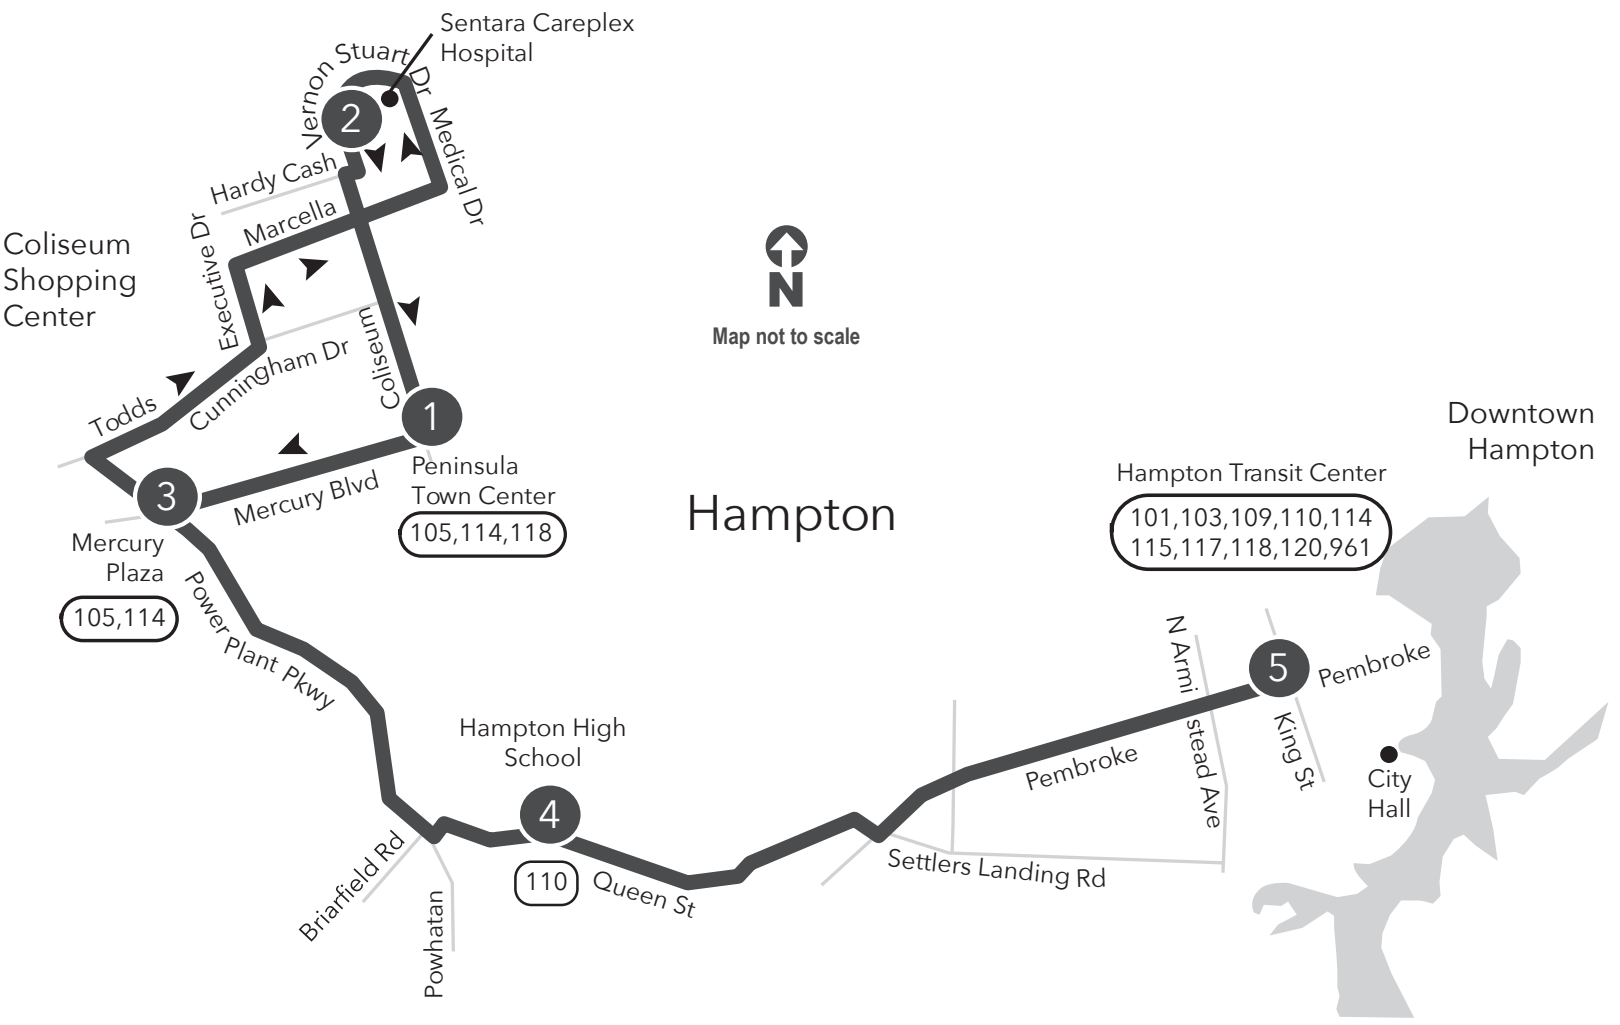 Sentara Careplex
Hospital
Vernon Stuart Dr
2
Medical Dr
Hardy Cash
Marcella
Executive Dr
Coliseum
Shopping
Center
N
Map not to scale
Coliseum
Cunningham Dr
Todds
1
Peninsula
Town Center
105,114,118
Mercury Blvd
3
Mercury
Plaza
105,114
Power Plant Pkwy
Hampton
Downtown
Hampton
Hampton Transit Center
101,103,109,110,114
115,117,118,120,961
N Armistead Ave
5
Pembroke
King St
City
Hall
Pembroke
Hampton High
School
4
110
Queen St
Settlers Landing Rd
Briarfield Rd
Powhatan